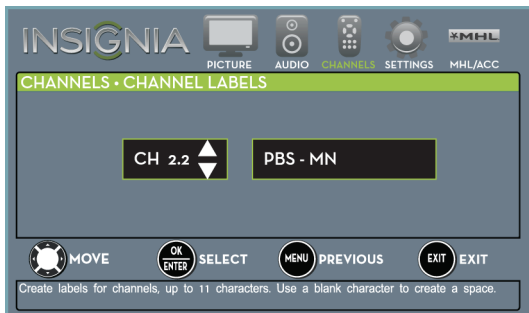 INSIGNIA
PICTURE AUDIO CHANNELS SETTINGS MHL MHL/ACC
CHANNELS • CHANNEL LABELS
CH 2.2 PBS - MN
MOVE OK ENTER SELECT MENU PREVIOUS EXIT EXIT
Create labels for channels, up to 11 characters. Use a blank character to create a space.